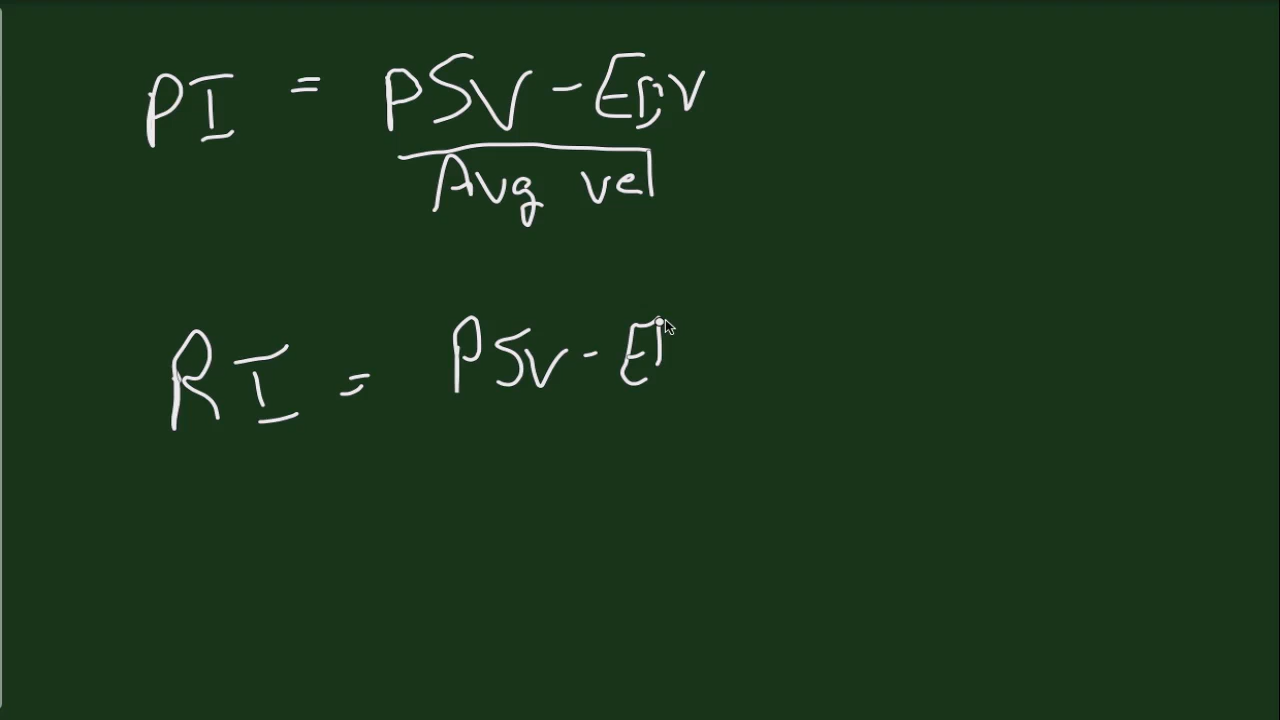 PI = PSV - EDV
Avg vel
RI = PSV - E